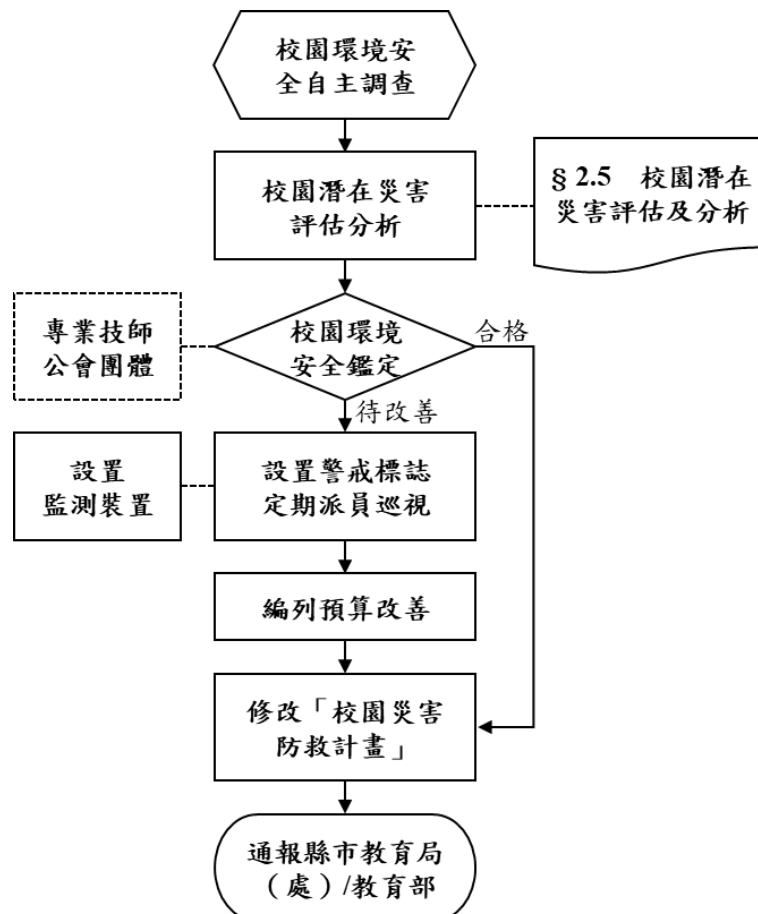 校園環境安
全自主調查
校園潛在災害
評估分析
§ 2.5 校園潛在
災害評估及分析
專業技師
公會團體
校園環境
安全鑑定
合格
待改善
設置
監測裝置
設置警戒標誌
定期派員巡視
編列預算改善
修改「校園災害
防救計畫」
通報縣市教育局
（處）/教育部